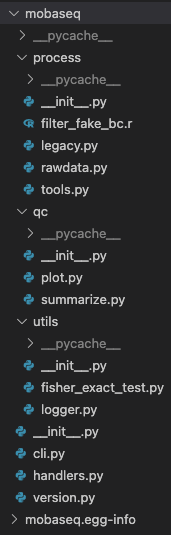 mobaseq
__pycache__
process
__pycache__
__init__.py
filter_fake_bc.r
legacy.py
rawdata.py
tools.py
qc
__pycache__
__init__.py
plot.py
summarize.py
utils
__pycache__
__init__.py
fisher_exact_test.py
logger.py
__init__.py
cli.py
handlers.py
version.py
mobaseq.egg-info